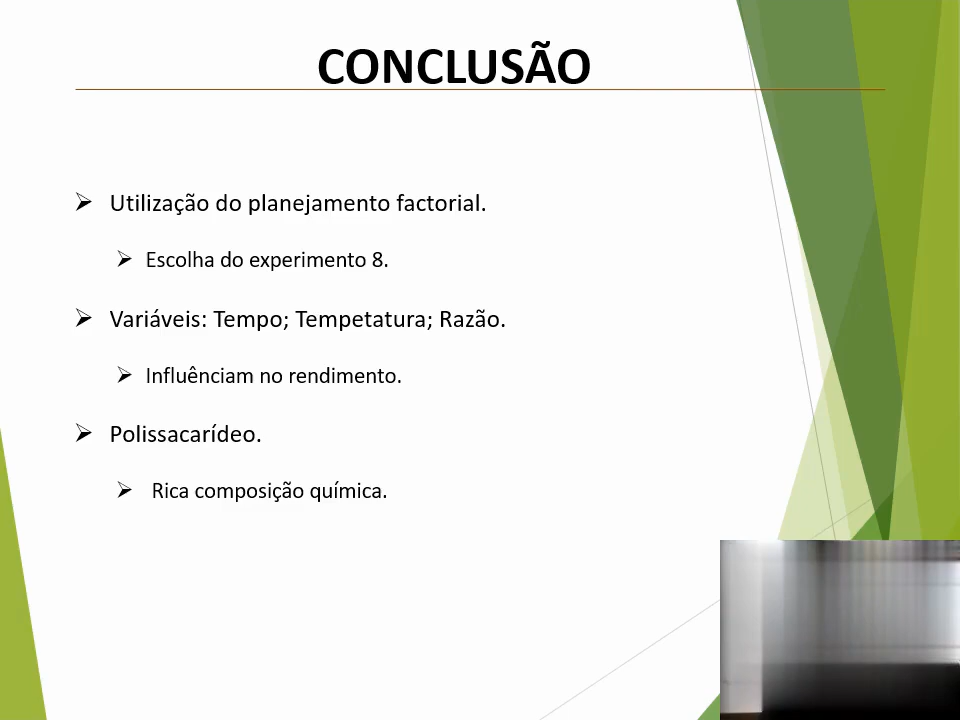 CONCLUSÃO
Utilização do planejamento factorial.
Escolha do experimento 8.
Variáveis: Tempo; Tempetatura; Razão.
Influênciam no rendimento.
Polissacarídeo.
Rica composição química.